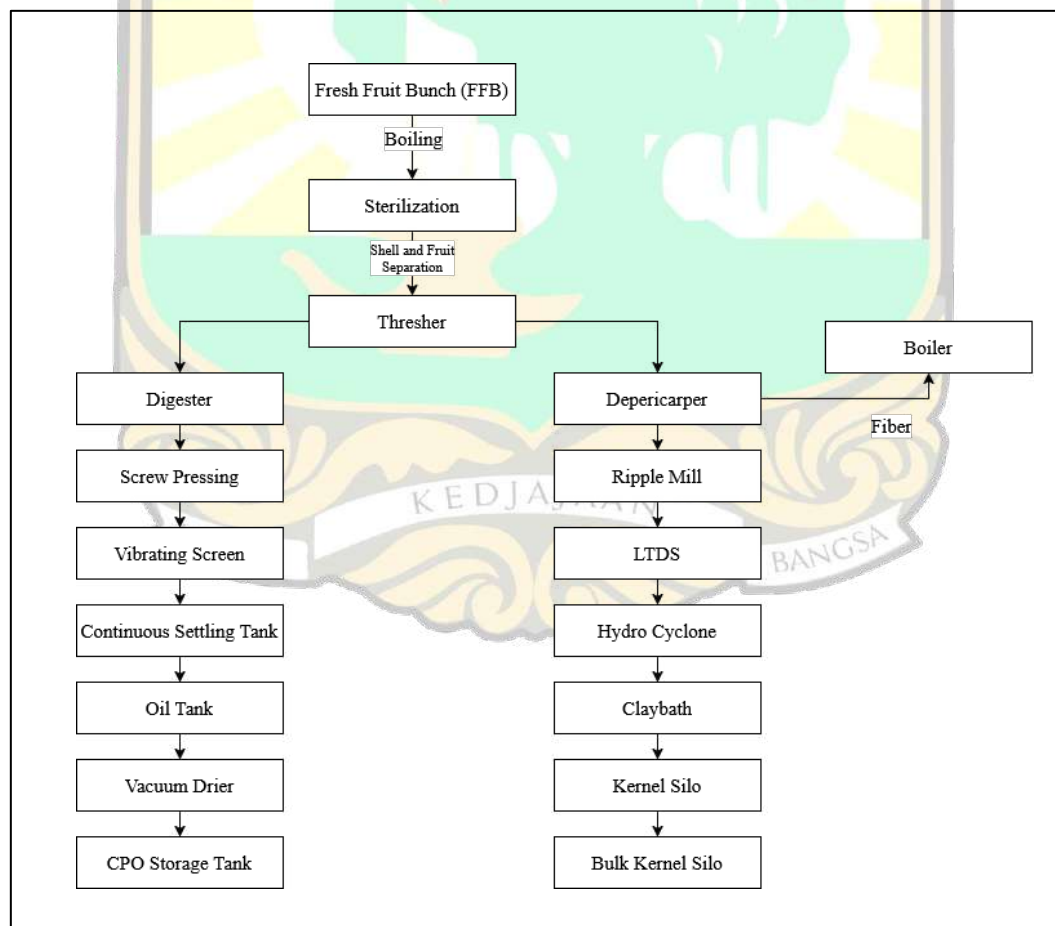 Fresh Fruit Bunch (FFB)
Boiling
Sterilization
Shell and Fruit
Separation
Thresher
Boiler
Digester
Depericarper
Fiber
Screw Pressing
Ripple Mill
KEDJAJAAN
BANGSA
Vibrating Screen
LTDS
Continuous Settling Tank
Hydro Cyclone
Oil Tank
Claybath
Vacuum Drier
Kernel Silo
CPO Storage Tank
Bulk Kernel Silo